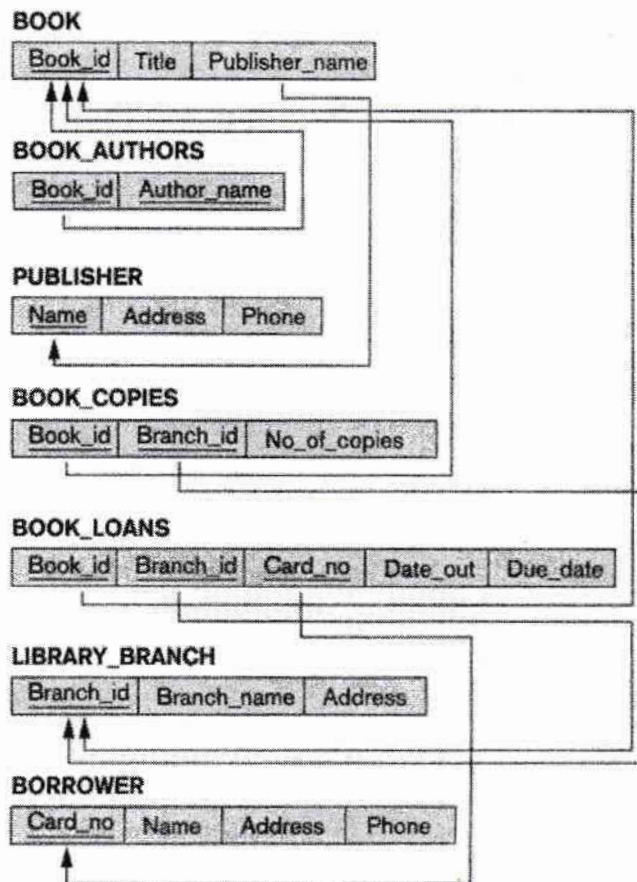 BOOK
Book_id Title Publisher_name
BOOK_AUTHORS
Book_id Author_name
PUBLISHER
Name Address Phone
BOOK_COPIES
Book_id Branch_id No_of_copies
BOOK_LOANS
Book_id Branch_id Card_no Date_out Due_date
LIBRARY_BRANCH
Branch_id Branch_name Address
BORROWER
Card_no Name Address Phone